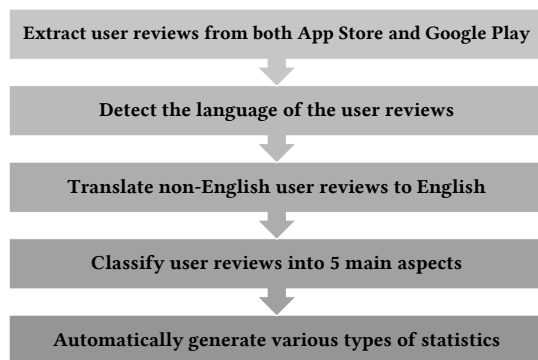 Extract user reviews from both App Store and Google Play
Detect the language of the user reviews
Translate non-English user reviews to English
Classify user reviews into 5 main aspects
Automatically generate various types of statistics